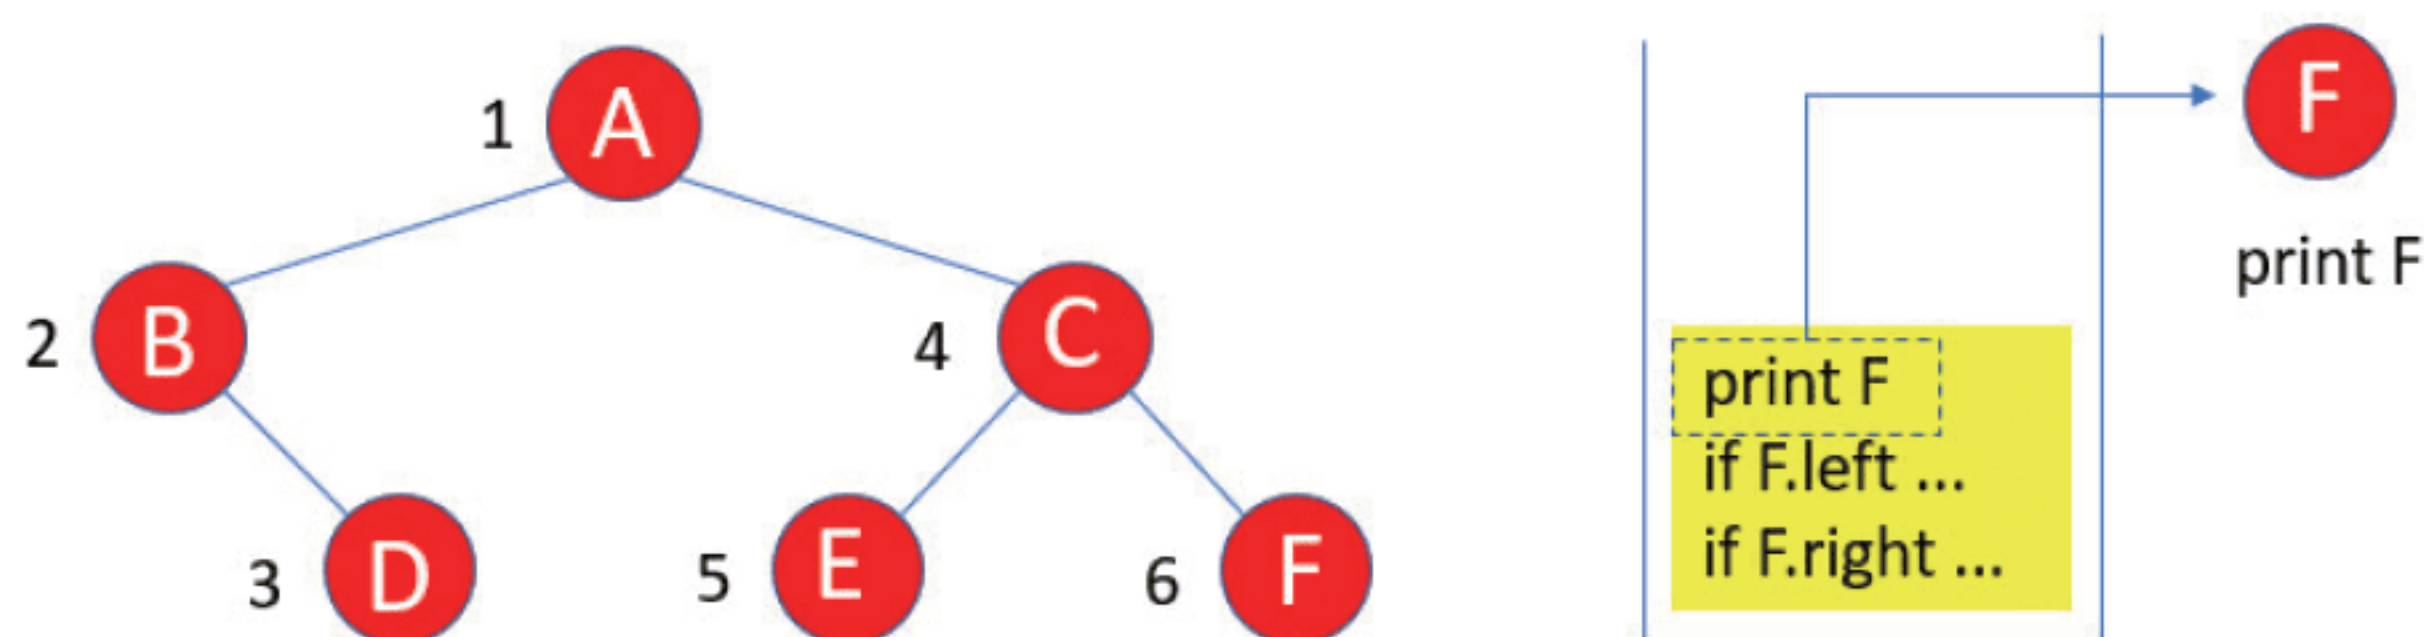 1 A
2 B
4 C
3 D
5 E
6 F
F
print F
print F
if F.left ...
if F.right ...